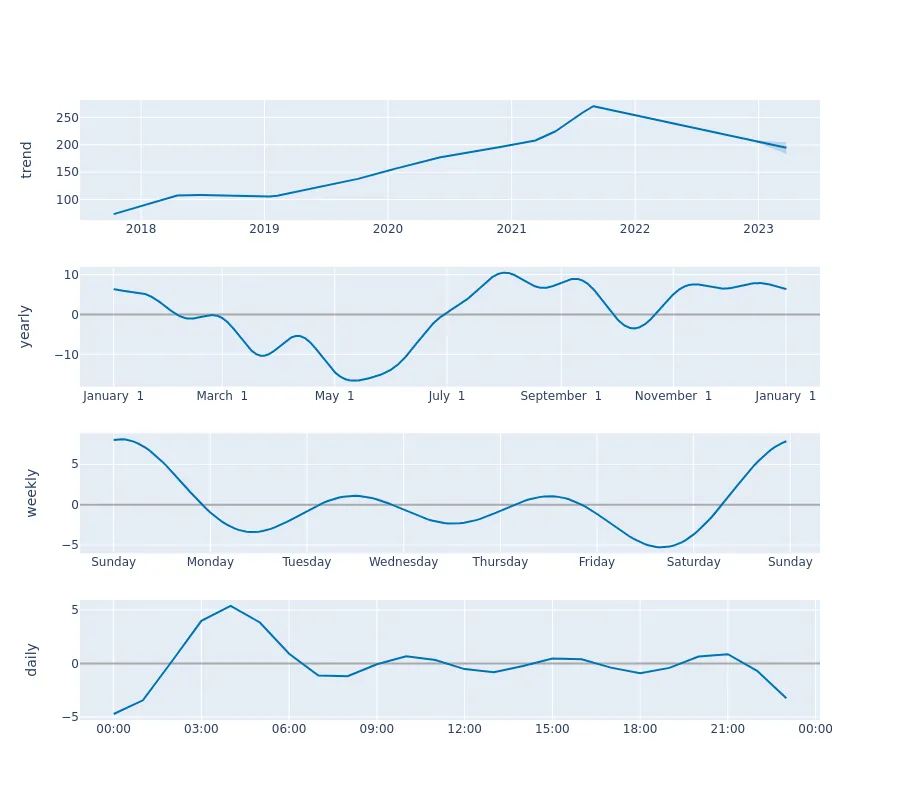 trend
250
200
150
100
2018 2019 2020 2021 2022 2023
yearly
10
0
−10
January 1 March 1 May 1 July 1 September 1 November 1 January 1
weekly
5
0
−5
Sunday Monday Tuesday Wednesday Thursday Friday Saturday Sunday
daily
5
0
−5
00:00 03:00 06:00 09:00 12:00 15:00 18:00 21:00 00:00